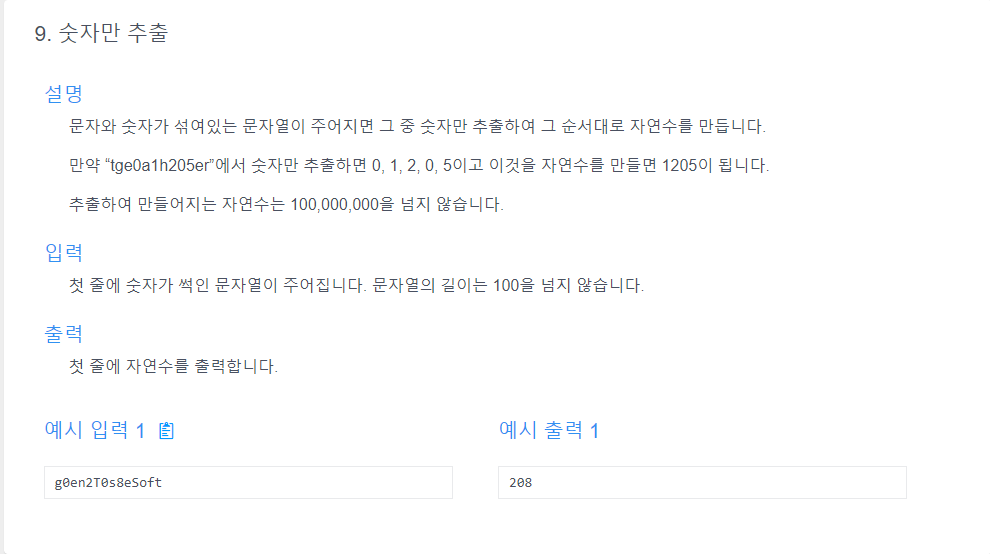 9. 숫자만 추출
설명
문자와 숫자가 섞여있는 문자열이 주어지면 그 중 숫자만 추출하여 그 순서대로 자연수를 만듭니다.
만약 “tge0a1h205er”에서 숫자만 추출하면 0, 1, 2, 0, 5이고 이것을 자연수를 만들면 1205이 됩니다.
추출하여 만들어지는 자연수는 100,000,000을 넘지 않습니다.
입력
첫 줄에 숫자가 썩인 문자열이 주어집니다. 문자열의 길이는 100을 넘지 않습니다.
출력
첫 줄에 자연수를 출력합니다.
예시 입력 1
g0en2T0s8eSoft
예시 출력 1
208